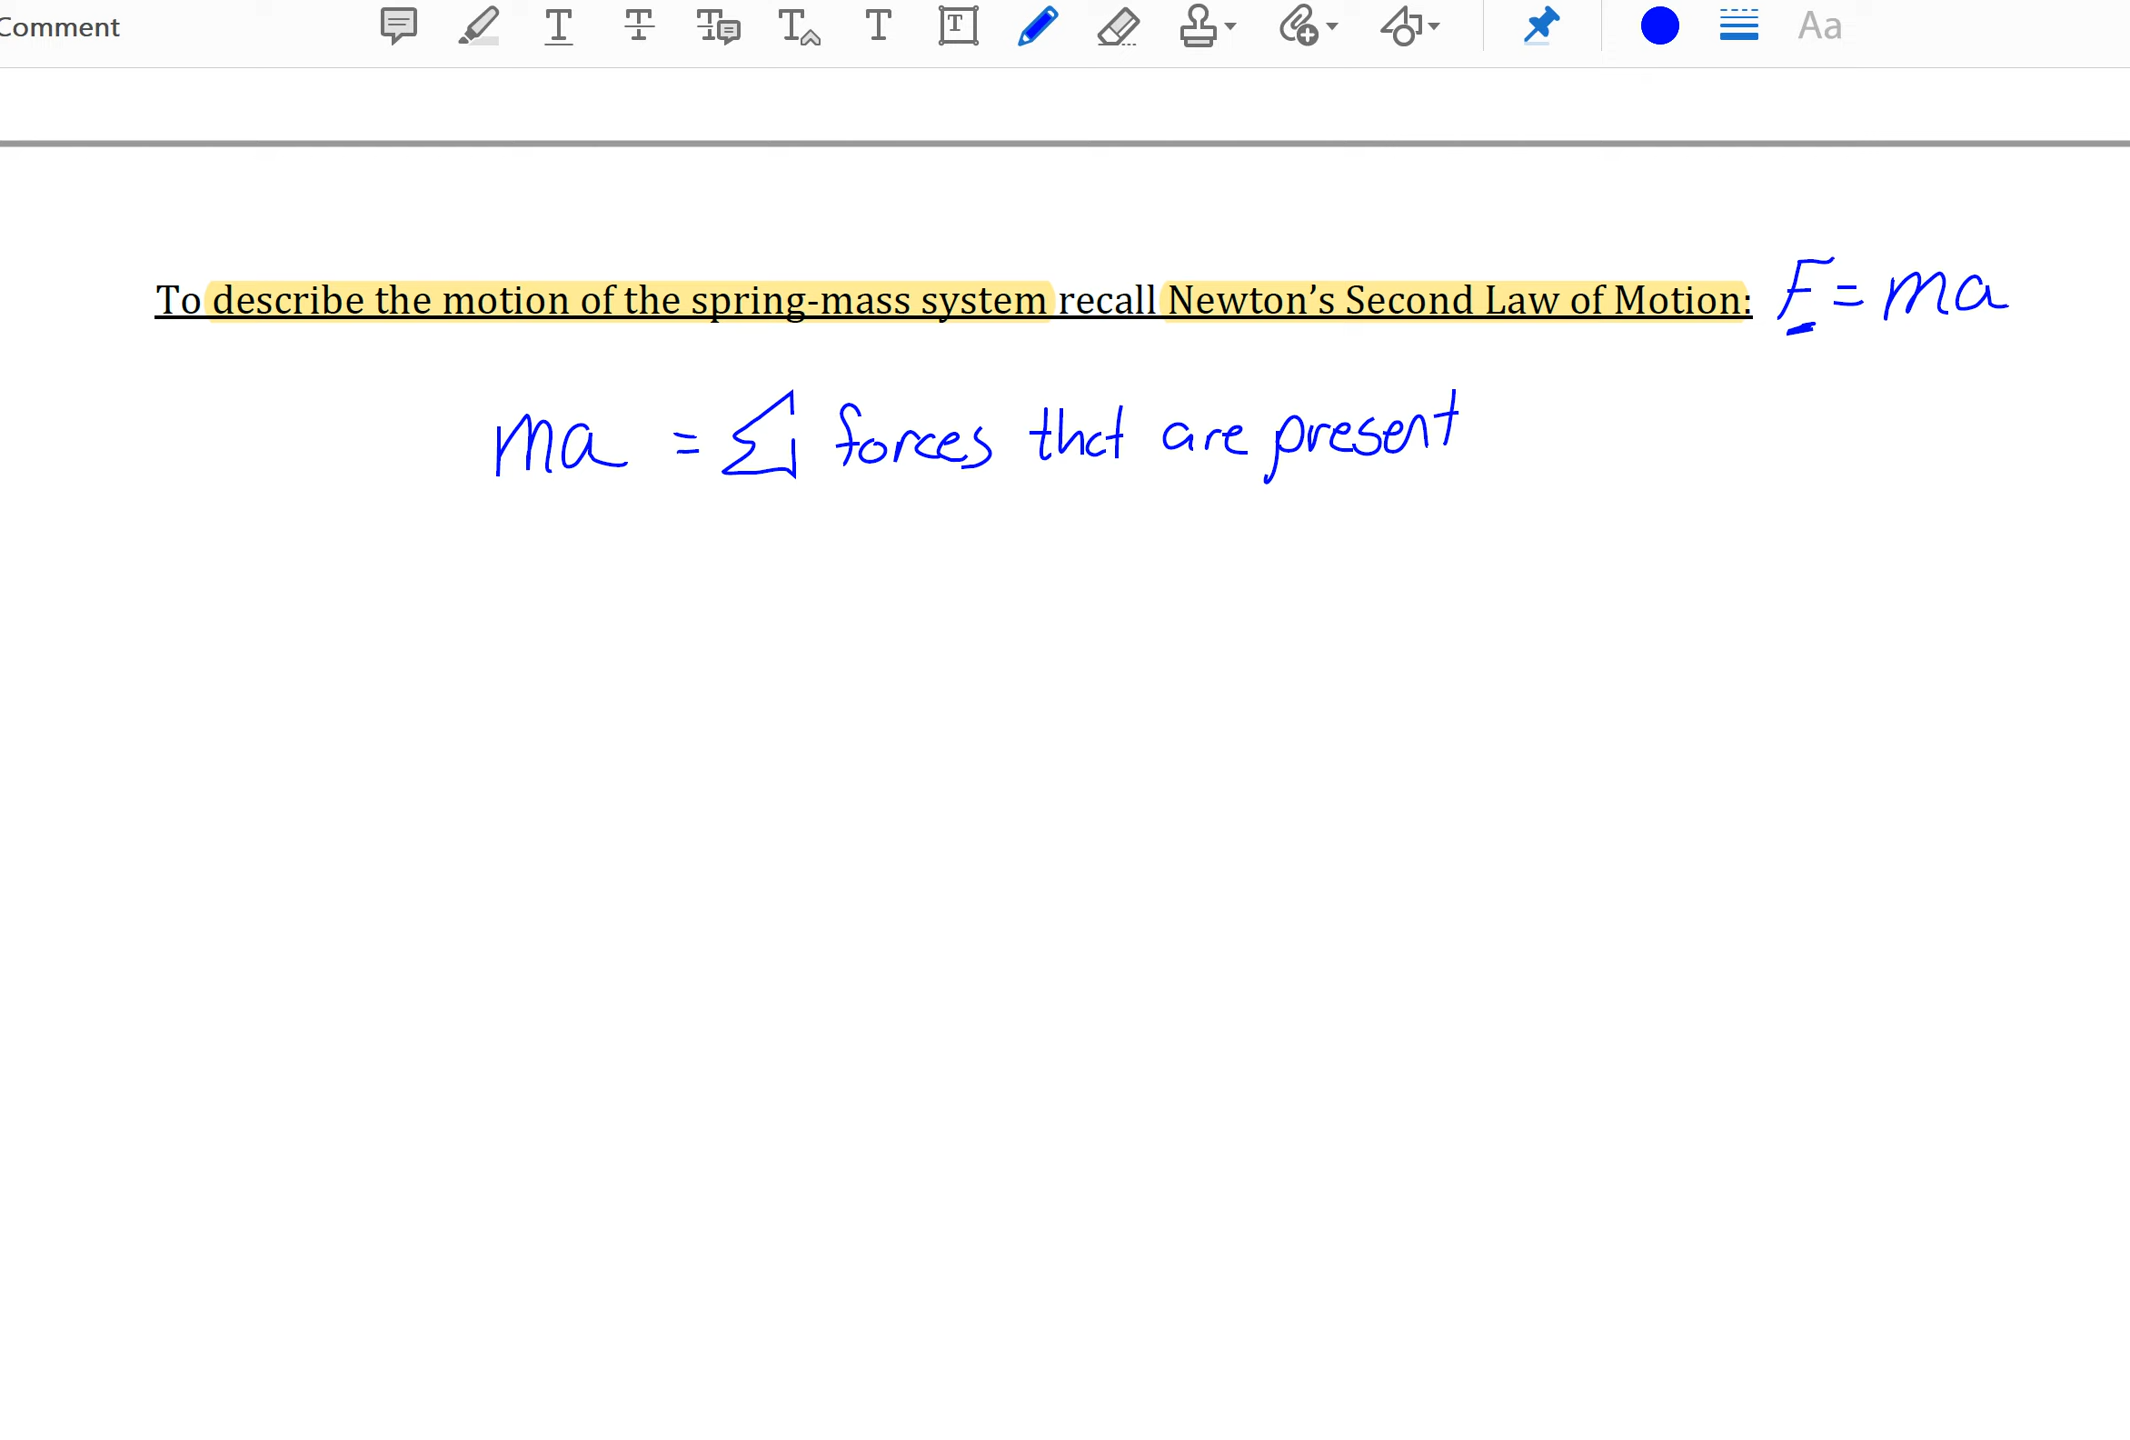 Comment
Aa
To describe the motion of the spring-mass system recall Newton’s Second Law of Motion: F = ma
ma = ∑ forces that are present